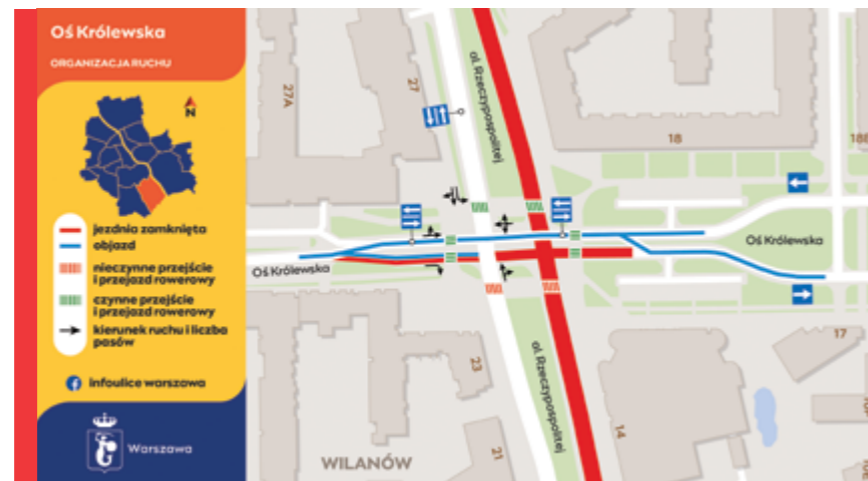 Oś Królewska
ORGANIZACJA RUCHU
N
jezdnia zamknięta
objazd
nieczynne przejście
i przejazd rowerowy
czynne przejście
i przejazd rowerowy
kierunek ruchu i liczba
pasów
infoulice warszawa
Warszawa
27A
27
al. Rzeczypospolitej
18
18B
Oś Królewska
Oś Królewska
23
21
WILANÓW
al. Rzeczypospolitej
14
17